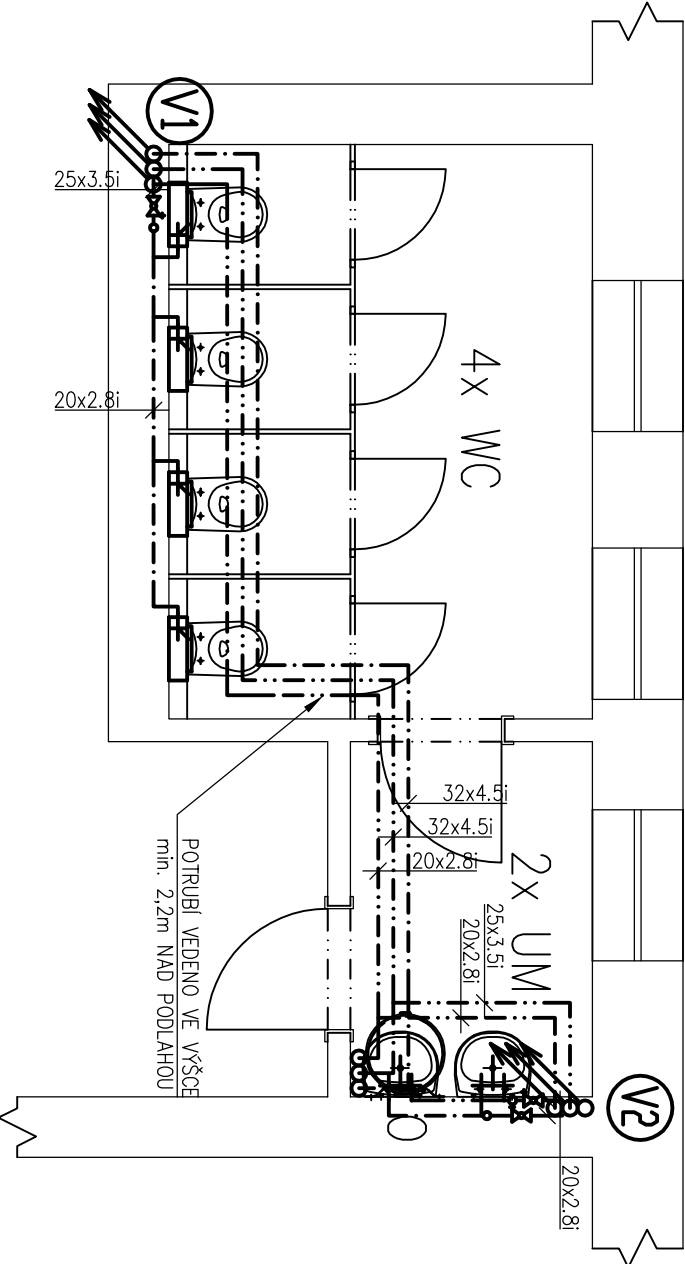 V1
25x3.5i
20x2.8i
4x WC
32x4.5i
32x4.5i
20x2.8i
2x UM
25x3.5i
20x2.8i
POTRUBÍ VEDENO VE VÝŠCE
min. 2,2m NAD PODLAHOU
V2
20x2.8i